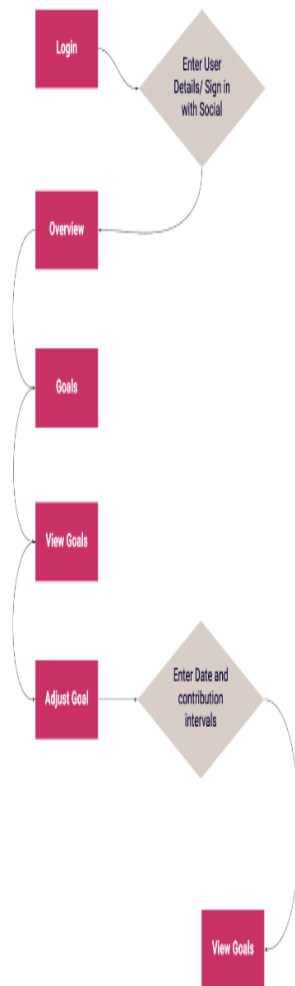 Login
Enter User
Details/ Sign in
with Social
Overview
Goals
View Goals
Adjust Goal
Enter Date and
contribution
intervals
View Goals